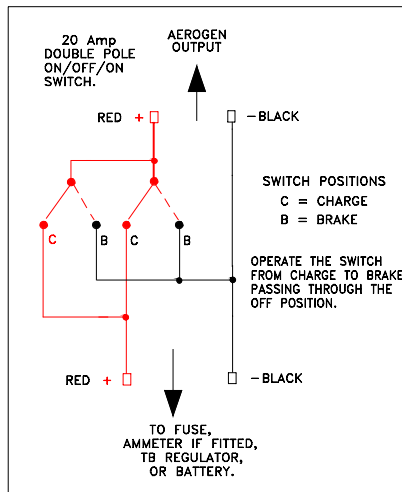 20 Amp
DOUBLE POLE
ON/OFF/ON
SWITCH.
AEROGEN
OUTPUT
RED +
-BLACK
SWITCH POSITIONS
C = CHARGE
B = BRAKE
C
B
C
B
OPERATE THE SWITCH
FROM CHARGE TO BRAKE
PASSING THROUGH THE
OFF POSITION.
RED +
-BLACK
TO FUSE,
AMMETER IF FITTED,
TB REGULATOR,
OR BATTERY.